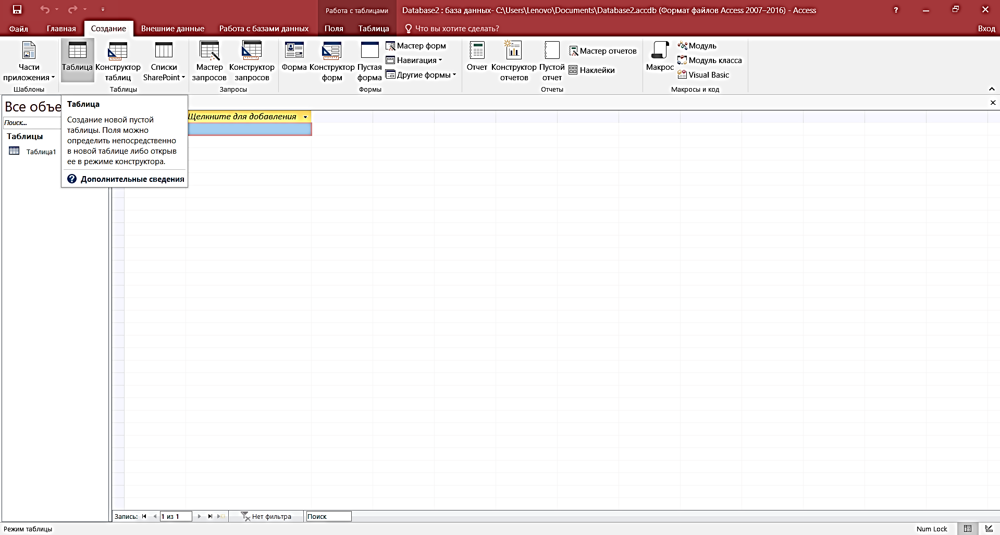 Работа с таблицами
Database2 : база данных- C:\Users\Lenovo\Documents\Database2.accdb (Формат файлов Access 2007–2016) - Access
?
Файл Главная Создание Внешние данные Работа с базами данных Поля Таблица Что вы хотите сделать? Вход
Части приложения
Шаблоны
Таблица
Конструктор таблиц
Списки SharePoint
Таблицы
Мастер запросов
Конструктор запросов
Запросы
Форма
Конструктор форм
Пустая форма
Мастер форм
Навигация
Другие формы
Формы
Отчет
Конструктор отчетов
Пустой отчет
Мастер отчетов
Наклейки
Отчеты
Макрос
Модуль
Модуль класса
Visual Basic
Макросы и код
Все объе
Поиск...
Таблицы
Таблица1
Таблица
Создание новой пустой
таблицы. Поля можно
определить непосредственно
в новой таблице либо открыв
ее в режиме конструктора.
? Дополнительные сведения
Щелкните для добавления
Запись: 1 из 1 Нет фильтра Поиск
Режим таблицы Num Lock